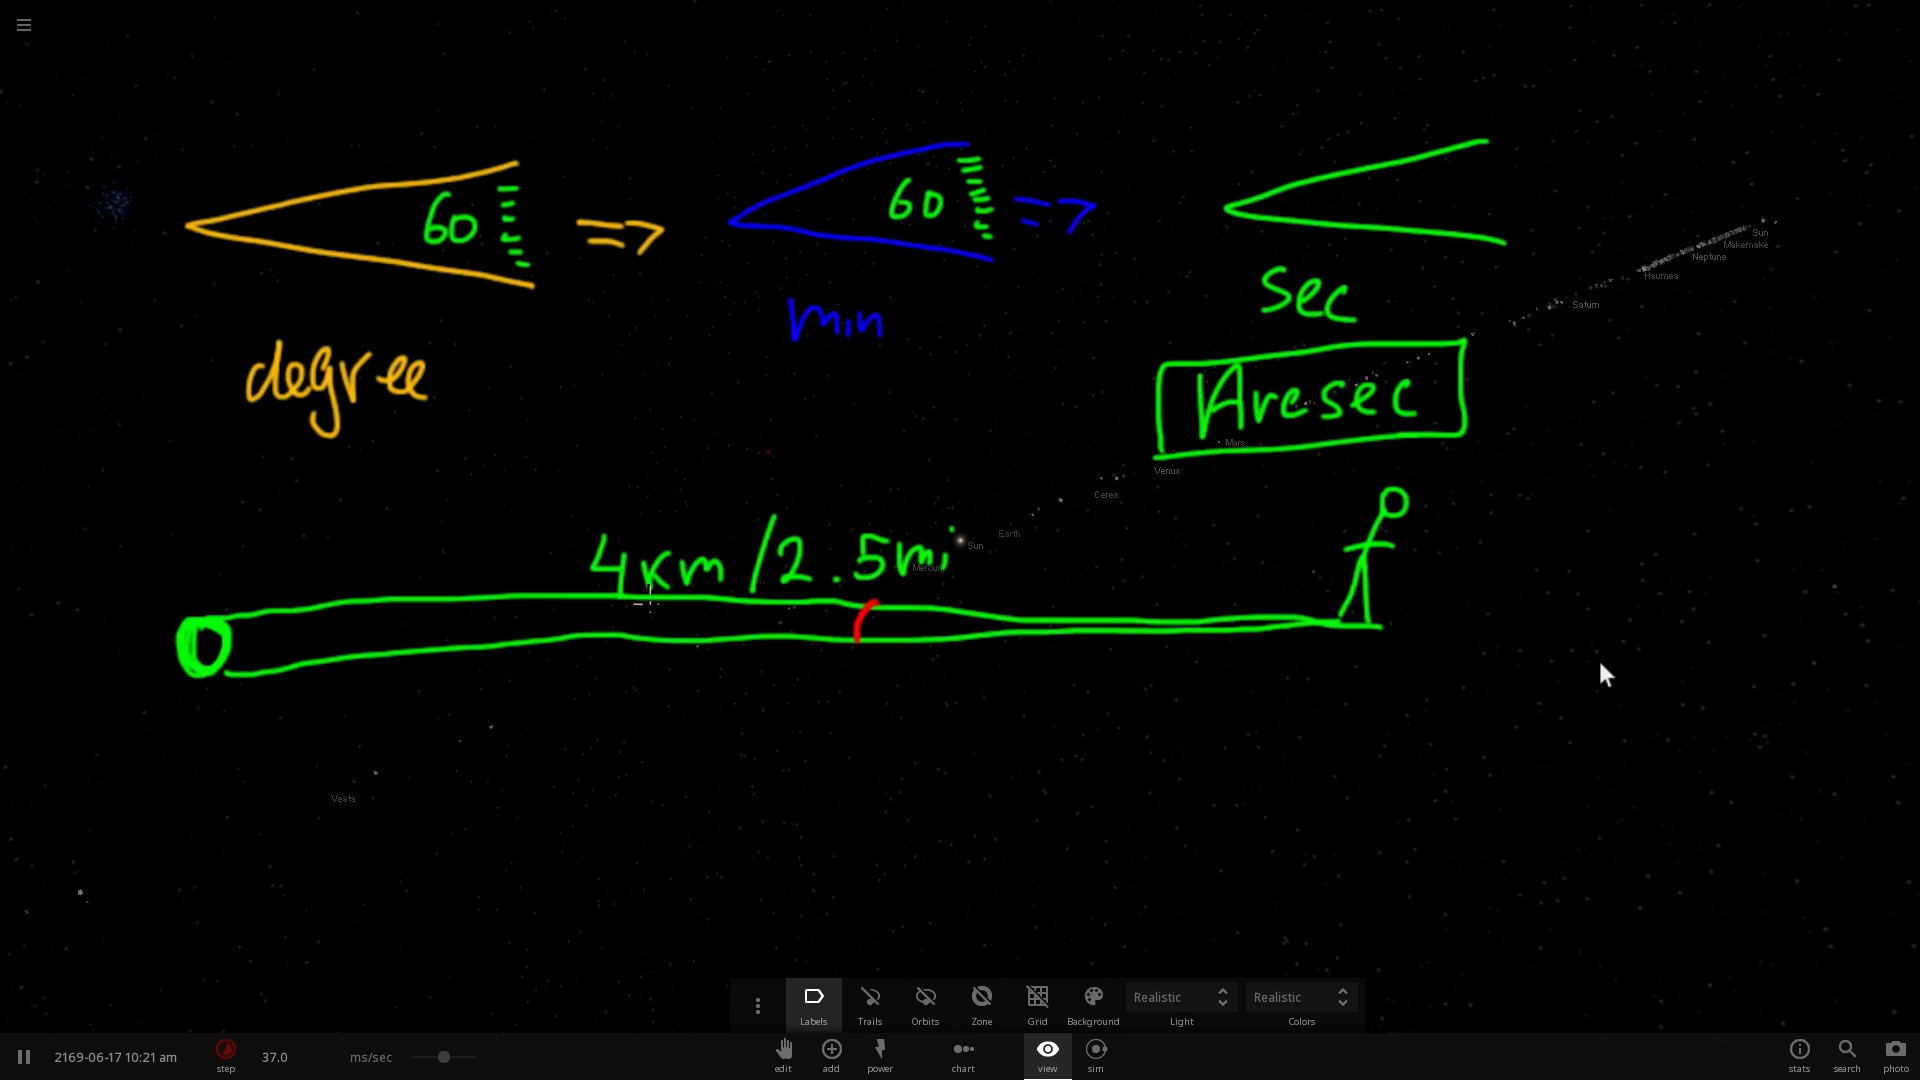 60 => 60 =>
Sun
Makemake
Neptune
Haumea
sec
Saturn
min
degree
Arcsec
Mars
Venus
Ceres
Earth
4km/2.5mi
Sun
Mercury
Vesta
Realistic
Realistic
Labels Trails Orbits Zone Grid Background Light Colors
2169-06-17 10:21 am 37.0 ms/sec
step edit add power chart view sim stats search photo